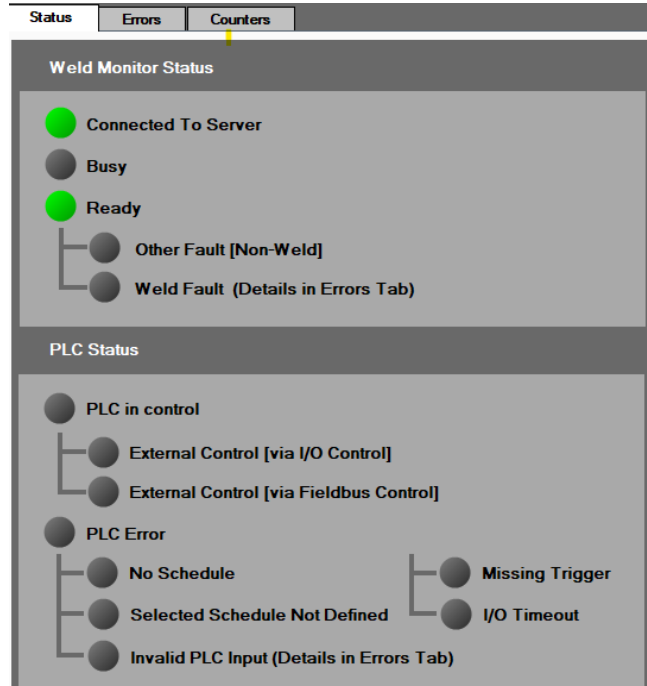 Status Errors Counters
Weld Monitor Status
Connected To Server
Busy
Ready
Other Fault [Non-Weld]
Weld Fault (Details in Errors Tab)
PLC Status
PLC in control
External Control [via I/O Control]
External Control [via Fieldbus Control]
PLC Error
No Schedule Missing Trigger
Selected Schedule Not Defined I/O Timeout
Invalid PLC Input (Details in Errors Tab)